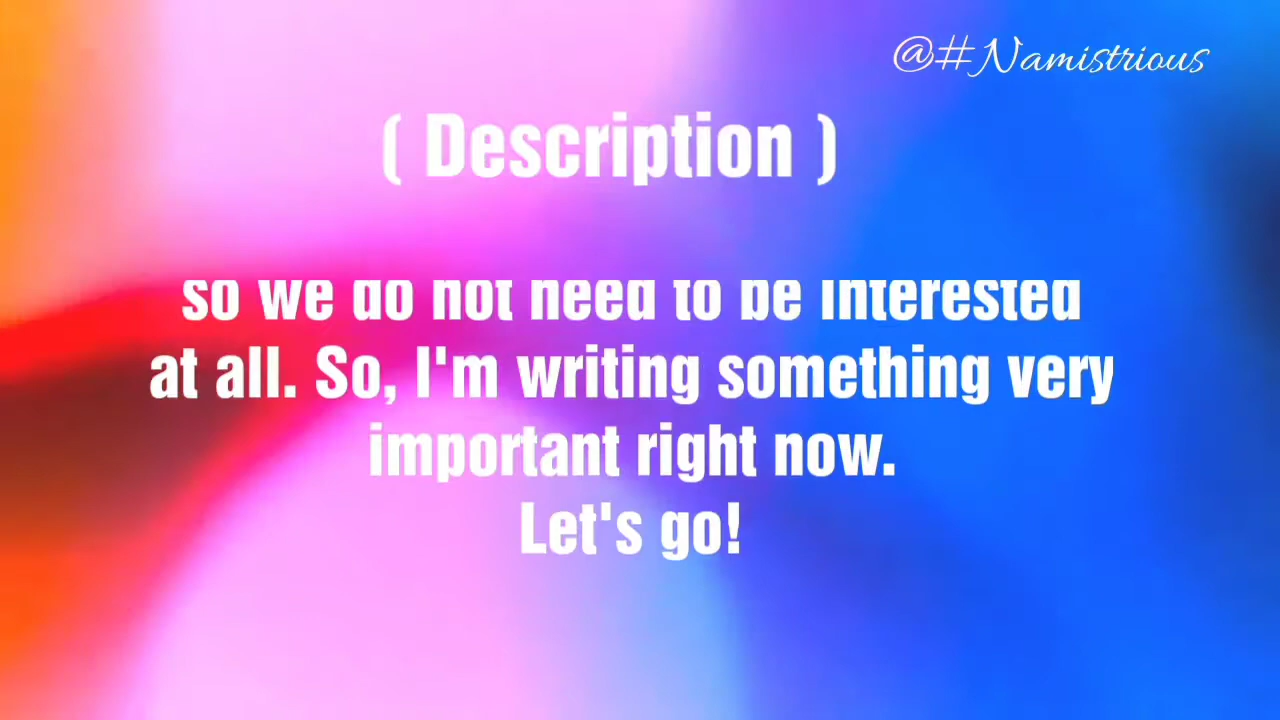 @#Namistrious
( Description )
so we do not need to be interested
at all. So, I'm writing something very
important right now.
Let's go!